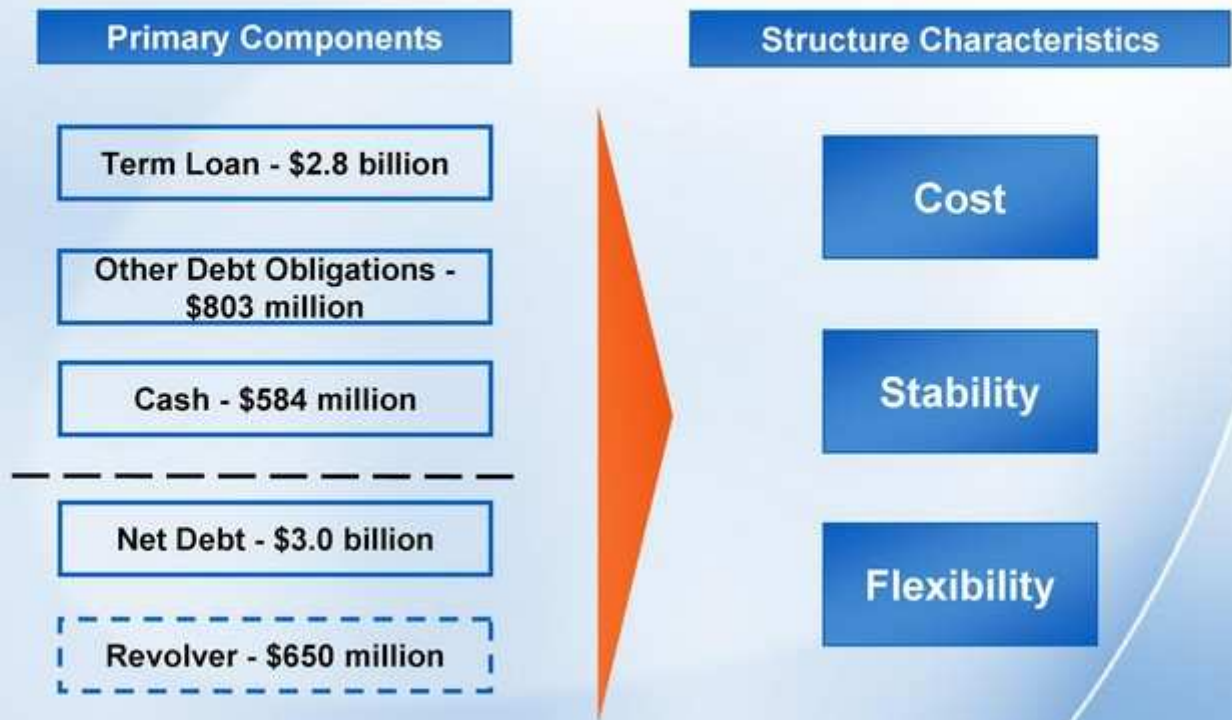 Primary Components
Term Loan - $2.8 billion
Other Debt Obligations -
$803 million
Cash - $584 million
Net Debt - $3.0 billion
Revolver - $650 million
Structure Characteristics
Cost
Stability
Flexibility